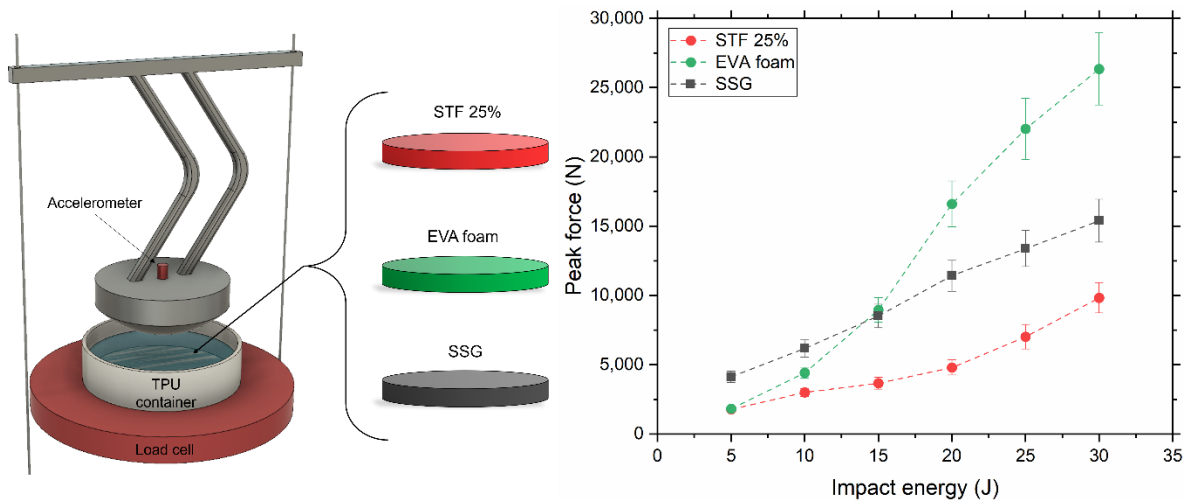 Accelerometer
TPU
container
Load cell
STF 25%
EVA foam
SSG
30,000
25,000
20,000
15,000
10,000
5,000
0
Peak force (N)
STF 25%
EVA foam
SSG
0
5
10
15
20
25
30
35
Impact energy (J)